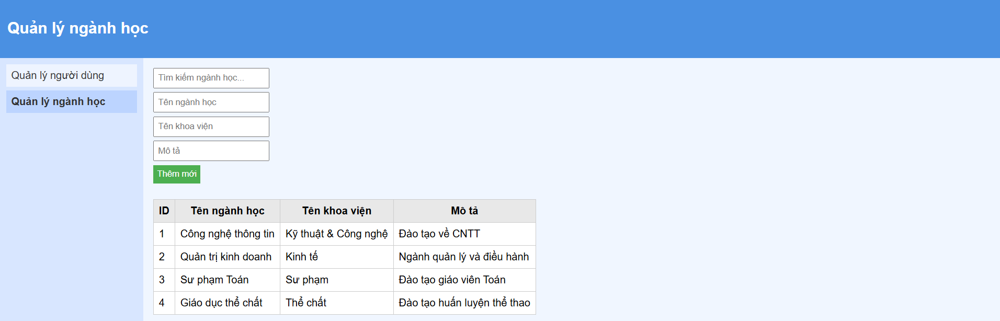 Quản lý ngành học
Quản lý người dùng
Quản lý ngành học
Tìm kiếm ngành học...
Tên ngành học
Tên khoa viện
Mô tả
Thêm mới
ID Tên ngành học Tên khoa viện Mô tả
1 Công nghệ thông tin Kỹ thuật & Công nghệ Đào tạo về CNTT
2 Quản trị kinh doanh Kinh tế Ngành quản lý và điều hành
3 Sư phạm Toán Sư phạm Đào tạo giáo viên Toán
4 Giáo dục thể chất Thể chất Đào tạo huấn luyện thể thao